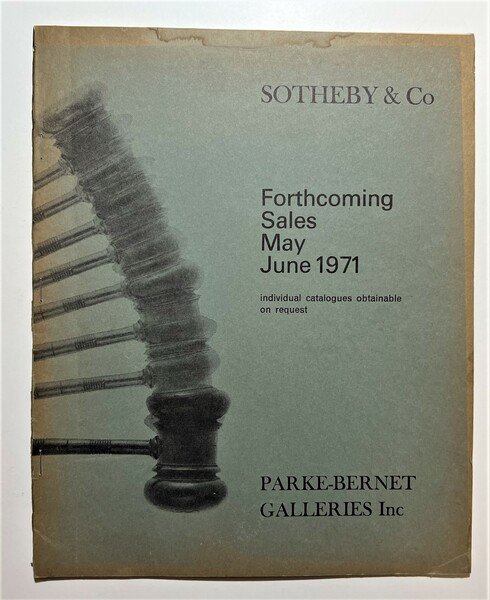 SOTHEBY & Co
Forthcoming
Sales
May
June 1971
individual catalogues obtainable
on request
PARKE-BERNET
GALLERIES Inc